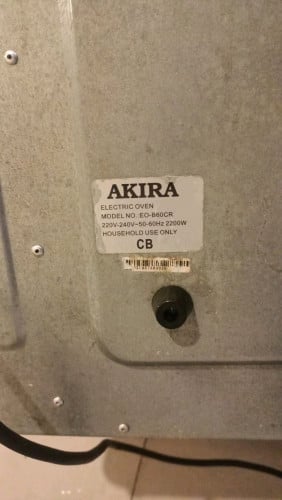 AKIRA
ELECTRIC OVEN
MODEL NO: EO-B60CR
220V-240V~50-60Hz 2200W
HOUSEHOLD USE ONLY
CB